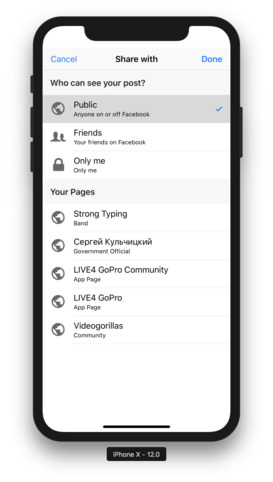 Cancel Share with Done
Who can see your post?
Public
Anyone on or off Facebook
Friends
Your friends on Facebook
Only me
Only me
Your Pages
Strong Typing
Band
Сергей Кульчицкий
Government Official
LIVE4 GoPro Community
App Page
LIVE4 GoPro
App Page
Videogorillas
Community
iPhone X - 12.0